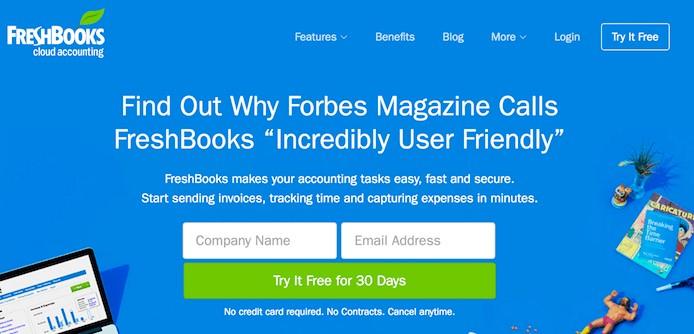 FRESHBOOKS
cloud accounting
Features
Benefits
Blog
More
Login
Try It Free
Find Out Why Forbes Magazine Calls
FreshBooks “Incredibly User Friendly”
FreshBooks makes your accounting tasks easy, fast and secure.
Start sending invoices, tracking time and capturing expenses in minutes.
Company Name
Email Address
Try It Free for 30 Days
No credit card required. No Contracts. Cancel anytime.
CARICATUR
Breaking
the
Time
Barrier